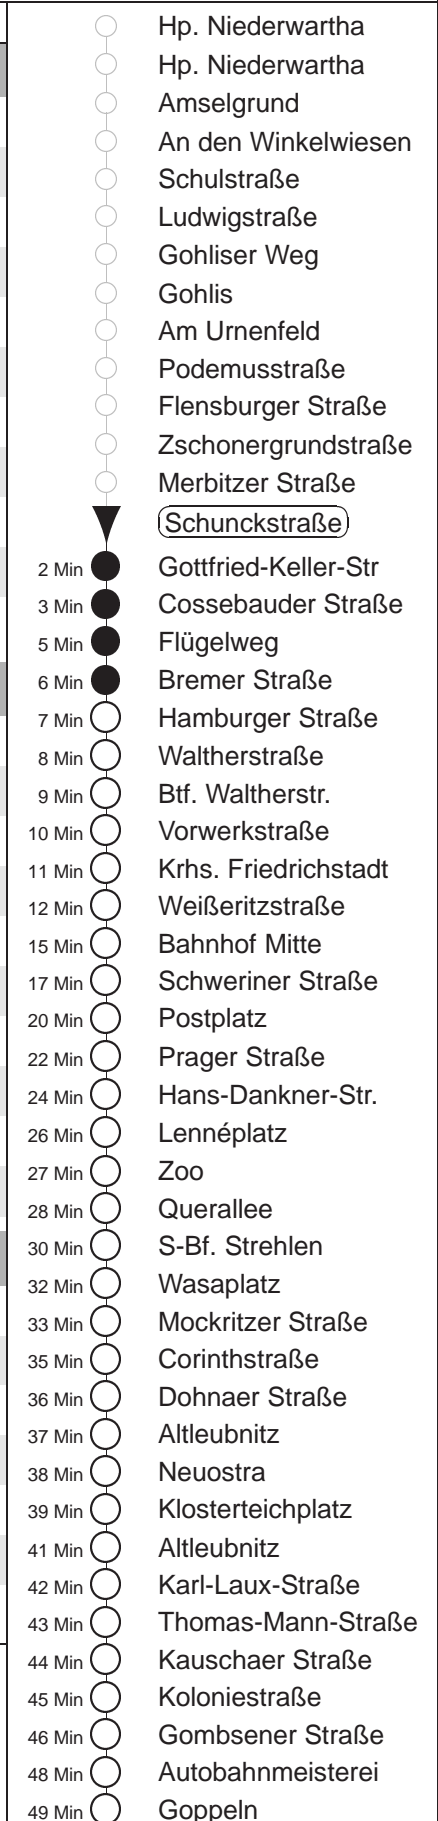 Hp. Niederwartha
Hp. Niederwartha
Amselgrund
An den Winkelwiesen
Schulstraße
Ludwigstraße
Gohliser Weg
Gohlis
Am Urnenfeld
Podemusstraße
Flensburger Straße
Zschonergrundstraße
Merbitzer Straße
Schunckstraße
2 Min Gottfried-Keller-Str
3 Min Cossebauder Straße
5 Min Flügelweg
6 Min Bremer Straße
7 Min Hamburger Straße
8 Min Waltherstraße
9 Min Btf. Waltherstr.
10 Min Vorwerkstraße
11 Min Krhs. Friedrichstadt
12 Min Weißeritzstraße
15 Min Bahnhof Mitte
17 Min Schweriner Straße
20 Min Postplatz
22 Min Prager Straße
24 Min Hans-Dankner-Str.
26 Min Lennéplatz
27 Min Zoo
28 Min Querallee
30 Min S-Bf. Strehlen
32 Min Wasaplatz
33 Min Mockritzer Straße
35 Min Corinthstraße
36 Min Dohnaer Straße
37 Min Altleubnitz
38 Min Neuostra
39 Min Klosterteichplatz
41 Min Altleubnitz
42 Min Karl-Laux-Straße
43 Min Thomas-Mann-Straße
44 Min Kauschaer Straße
45 Min Koloniestraße
46 Min Gombsener Straße
48 Min Autobahnmeisterei
49 Min Goppeln